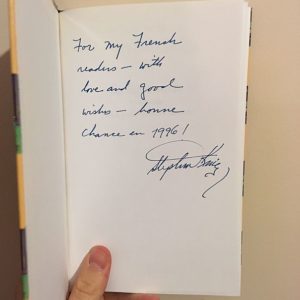 For my French
readers – with
love and good
wishes – bonne
chance en 1996!
Stephen King